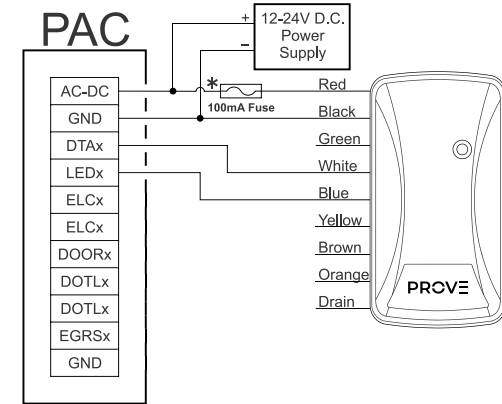 PAC
+ 12-24V D.C.
Power
– Supply
AC-DC
GND
DTAx
LEDx
ELCx
ELCx
DOORx
DOTLx
DOTLx
EGRSx
GND
*
100mA Fuse
Red
Black
Green
White
Blue
Yellow
Brown
Orange
Drain
PROVE